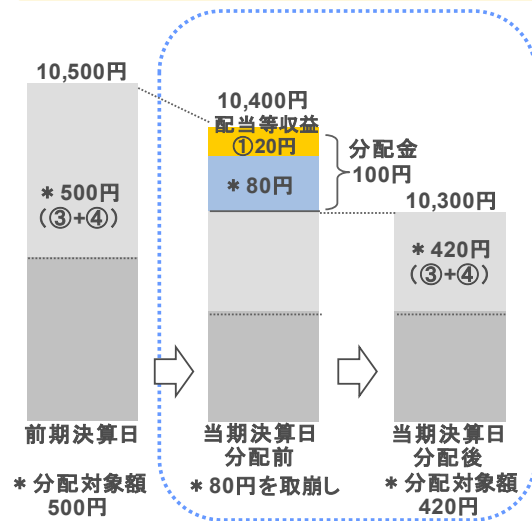 10,500円
10,400円
配当等収益
①20円
分配金
100円
＊500円
（③+④）
＊80円
10,300円
＊420円
（③+④）
前期決算日
当期決算日
分配前
当期決算日
分配後
＊分配対象額
500円
＊80円を取崩し
＊分配対象額
420円